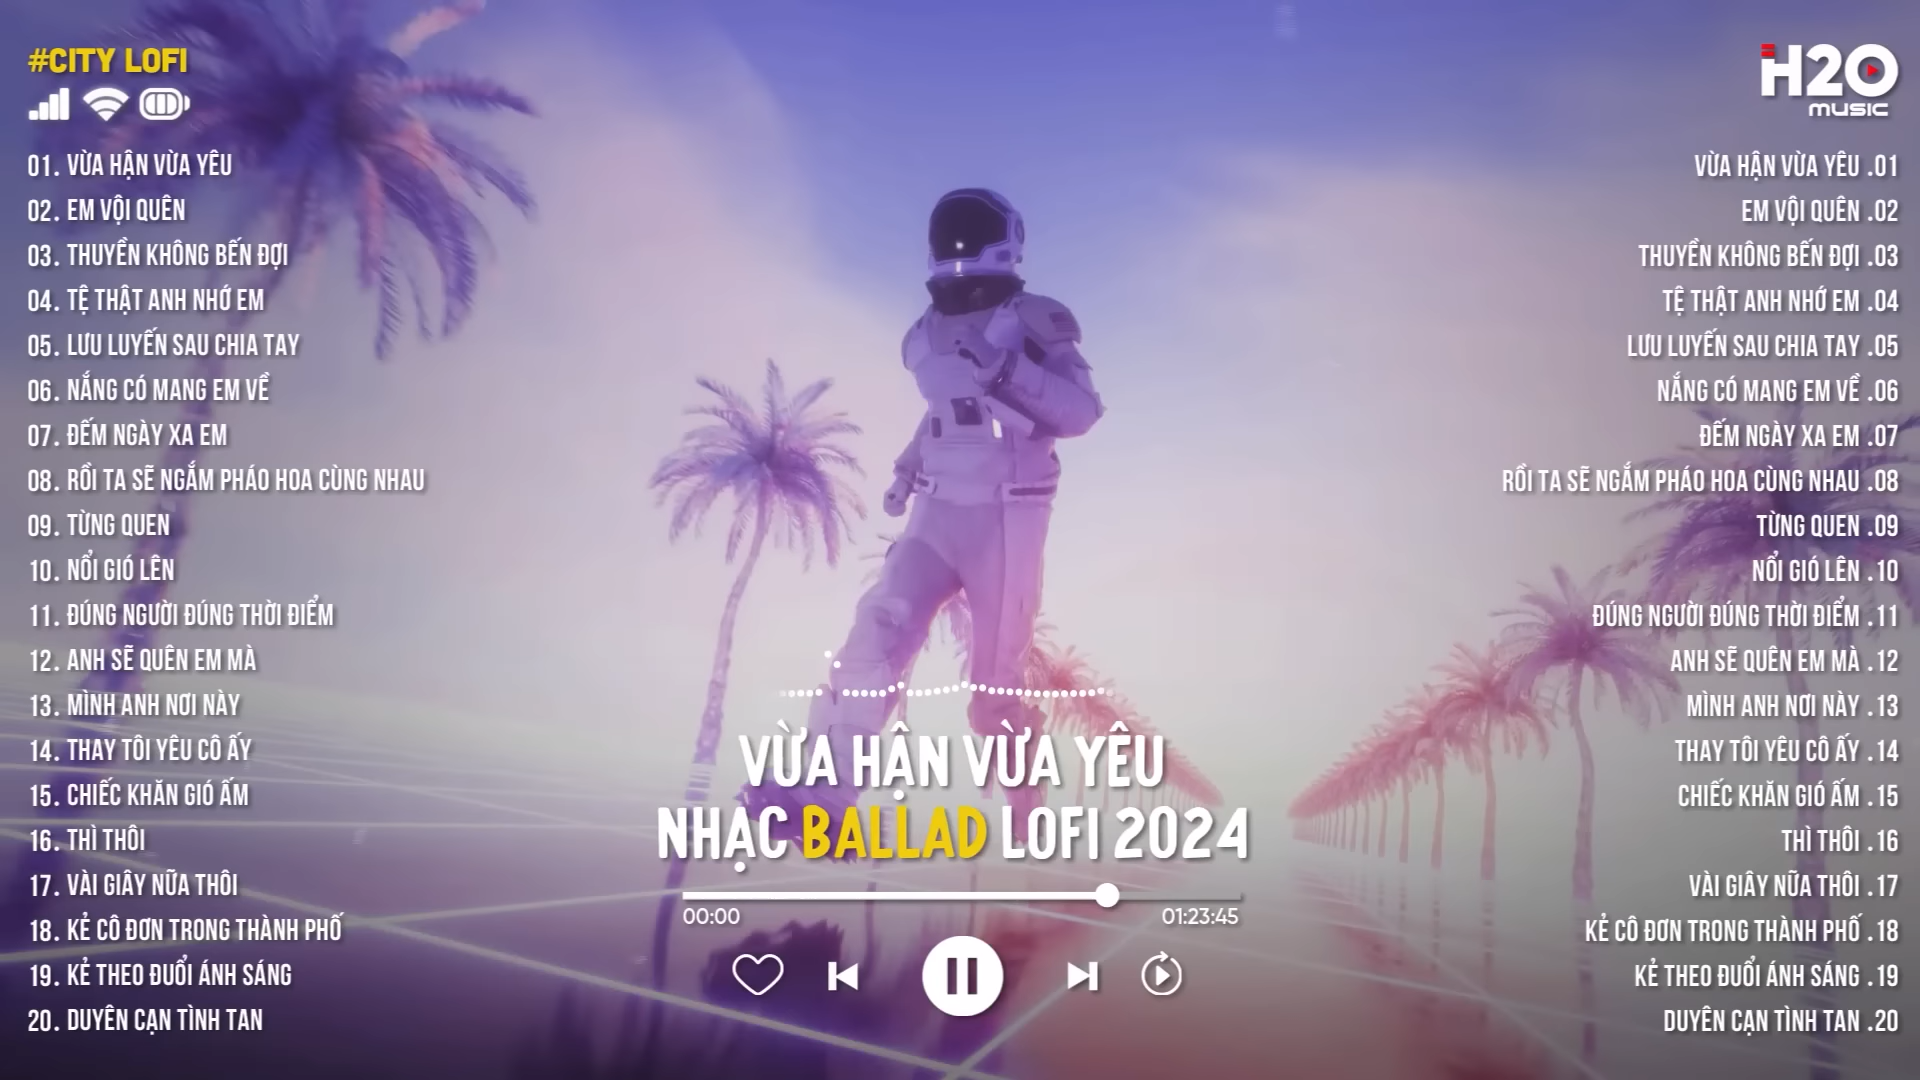 #CITY LOFI
01. VỪA HẬN VỪA YÊU
02. EM VỘI QUÊN
03. THUYỀN KHÔNG BẾN ĐỢI
04. TỆ THẬT ANH NHỚ EM
05. LƯU LUYẾN SAU CHIA TAY
06. NẮNG CÓ MANG EM VỀ
07. ĐẾM NGÀY XA EM
08. RỒI TA SẼ NGẮM PHÁO HOA CÙNG NHAU
09. TỪNG QUEN
10. NỔI GIÓ LÊN
11. ĐÚNG NGƯỜI ĐÚNG THỜI ĐIỂM
12. ANH SẼ QUÊN EM MÀ
13. MÌNH ANH NƠI NÀY
14. THAY TÔI YÊU CÔ ẤY
15. CHIẾC KHĂN GIÓ ẤM
16. THÌ THÔI
17. VÀI GIÂY NỮA THÔI
18. KẺ CÔ ĐƠN TRONG THÀNH PHỐ
19. KẺ THEO ĐUỔI ÁNH SÁNG
20. DUYÊN CẠN TÌNH TAN
VỪA HẬN VỪA YÊU
NHẠC BALLAD LOFI 2024
00:00 01:23:45
H2O
MUSIC
VỪA HẬN VỪA YÊU .01
EM VỘI QUÊN .02
THUYỀN KHÔNG BẾN ĐỢI .03
TỆ THẬT ANH NHỚ EM .04
LƯU LUYẾN SAU CHIA TAY .05
NẮNG CÓ MANG EM VỀ .06
ĐẾM NGÀY XA EM .07
RỒI TA SẼ NGẮM PHÁO HOA CÙNG NHAU .08
TỪNG QUEN .09
NỔI GIÓ LÊN .10
ĐÚNG NGƯỜI ĐÚNG THỜI ĐIỂM .11
ANH SẼ QUÊN EM MÀ .12
MÌNH ANH NƠI NÀY .13
THAY TÔI YÊU CÔ ẤY .14
CHIẾC KHĂN GIÓ ẤM .15
THÌ THÔI .16
VÀI GIÂY NỮA THÔI .17
KẺ CÔ ĐƠN TRONG THÀNH PHỐ .18
KẺ THEO ĐUỔI ÁNH SÁNG .19
DUYÊN CẠN TÌNH TAN .20